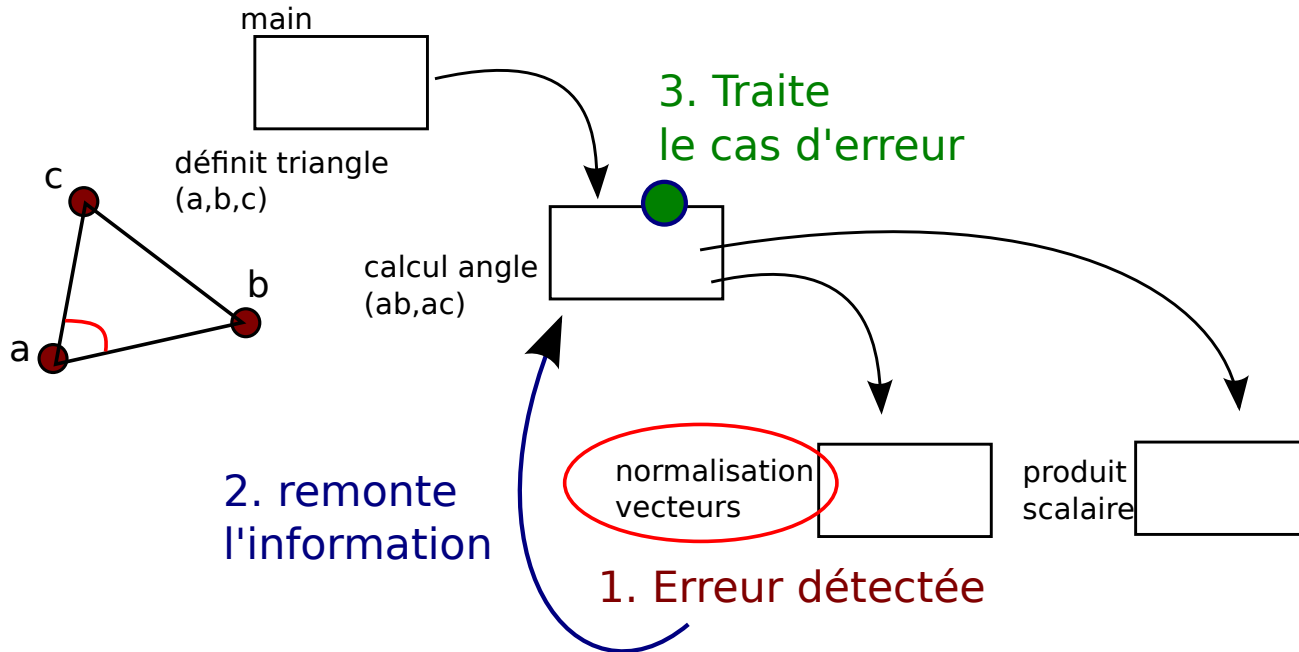 main
3. Traite
le cas d'erreur
définit triangle
(a,b,c)
c
b
a
calcul angle
(ab,ac)
normalisation
vecteurs
produit
scalaire
2. remonte
l'information
1. Erreur détectée